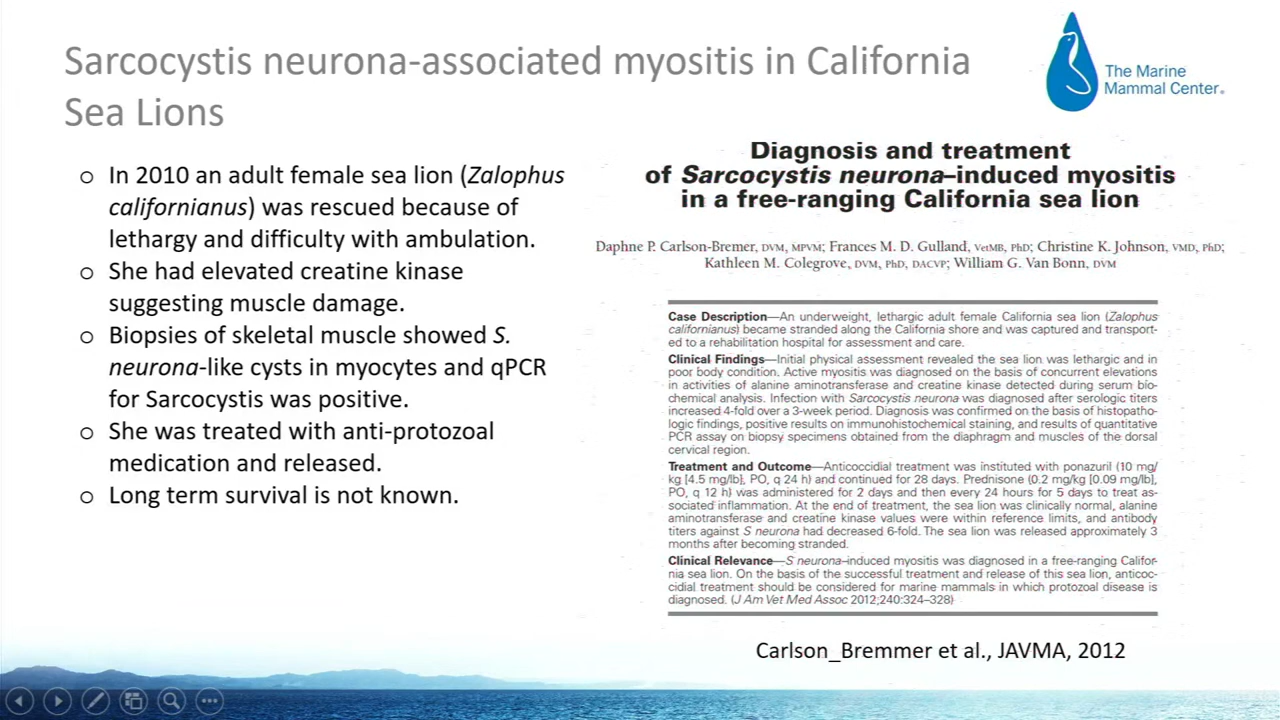 Sarcocystis neurona-associated myositis in California
Sea Lions
The Marine
Mammal Center®
o In 2010 an adult female sea lion (Zalophus
californianus) was rescued because of
lethargy and difficulty with ambulation.
o She had elevated creatine kinase
suggesting muscle damage.
o Biopsies of skeletal muscle showed S.
neurona-like cysts in myocytes and qPCR
for Sarcocystis was positive.
o She was treated with anti-protozoal
medication and released.
o Long term survival is not known.
Diagnosis and treatment
of Sarcocystis neurona–induced myositis
in a free-ranging California sea lion
Daphne P. Carlson-Bremer, DVM, MPVM; Frances M. D. Gulland, VetMB, PhD; Christine K. Johnson, VMD, PhD;
Kathleen M. Colegrove, DVM, PhD, DACVP; William G. Van Bonn, DVM
Case Description—An underweight, lethargic adult female California sea lion (Zalophus
californianus) became stranded along the California shore and was captured and transport-
ed to a rehabilitation hospital for assessment and care.
Clinical Findings—Initial physical assessment revealed the sea lion was lethargic and in
poor body condition. Active myositis was diagnosed on the basis of concurrent elevations
in activities of alanine aminotransferase and creatine kinase detected during serum bio-
chemical analysis. Infection with Sarcocystis neurona was diagnosed after serologic titers
increased 4-fold over a 3-week period. Diagnosis was confirmed on the basis of histopatho-
logic findings, positive results on immunohistochemical staining, and results of quantitative
PCR assay on biopsy specimens obtained from the diaphragm and muscles of the dorsal
cervical region.
Treatment and Outcome—Anticoccidial treatment was instituted with ponazuril (10 mg/
kg [4.5 mg/lb], PO, q 24 h) and continued for 28 days. Prednisone (0.2 mg/kg [0.09 mg/lb],
PO, q 12 h) was administered for 2 days and then every 24 hours for 5 days to treat as-
sociated inflammation. At the end of treatment, the sea lion was clinically normal, alanine
aminotransferase and creatine kinase values were within reference limits, and antibody
titers against S neurona had decreased 6-fold. The sea lion was released approximately 3
months after becoming stranded.
Clinical Relevance—S neurona–induced myositis was diagnosed in a free-ranging Califor-
nia sea lion. On the basis of the successful treatment and release of this sea lion, anticoc-
cidial treatment should be considered for marine mammals in which protozoal disease is
diagnosed. (J Am Vet Med Assoc 2012;240:324–328)
Carlson_Bremmer et al., JAVMA, 2012